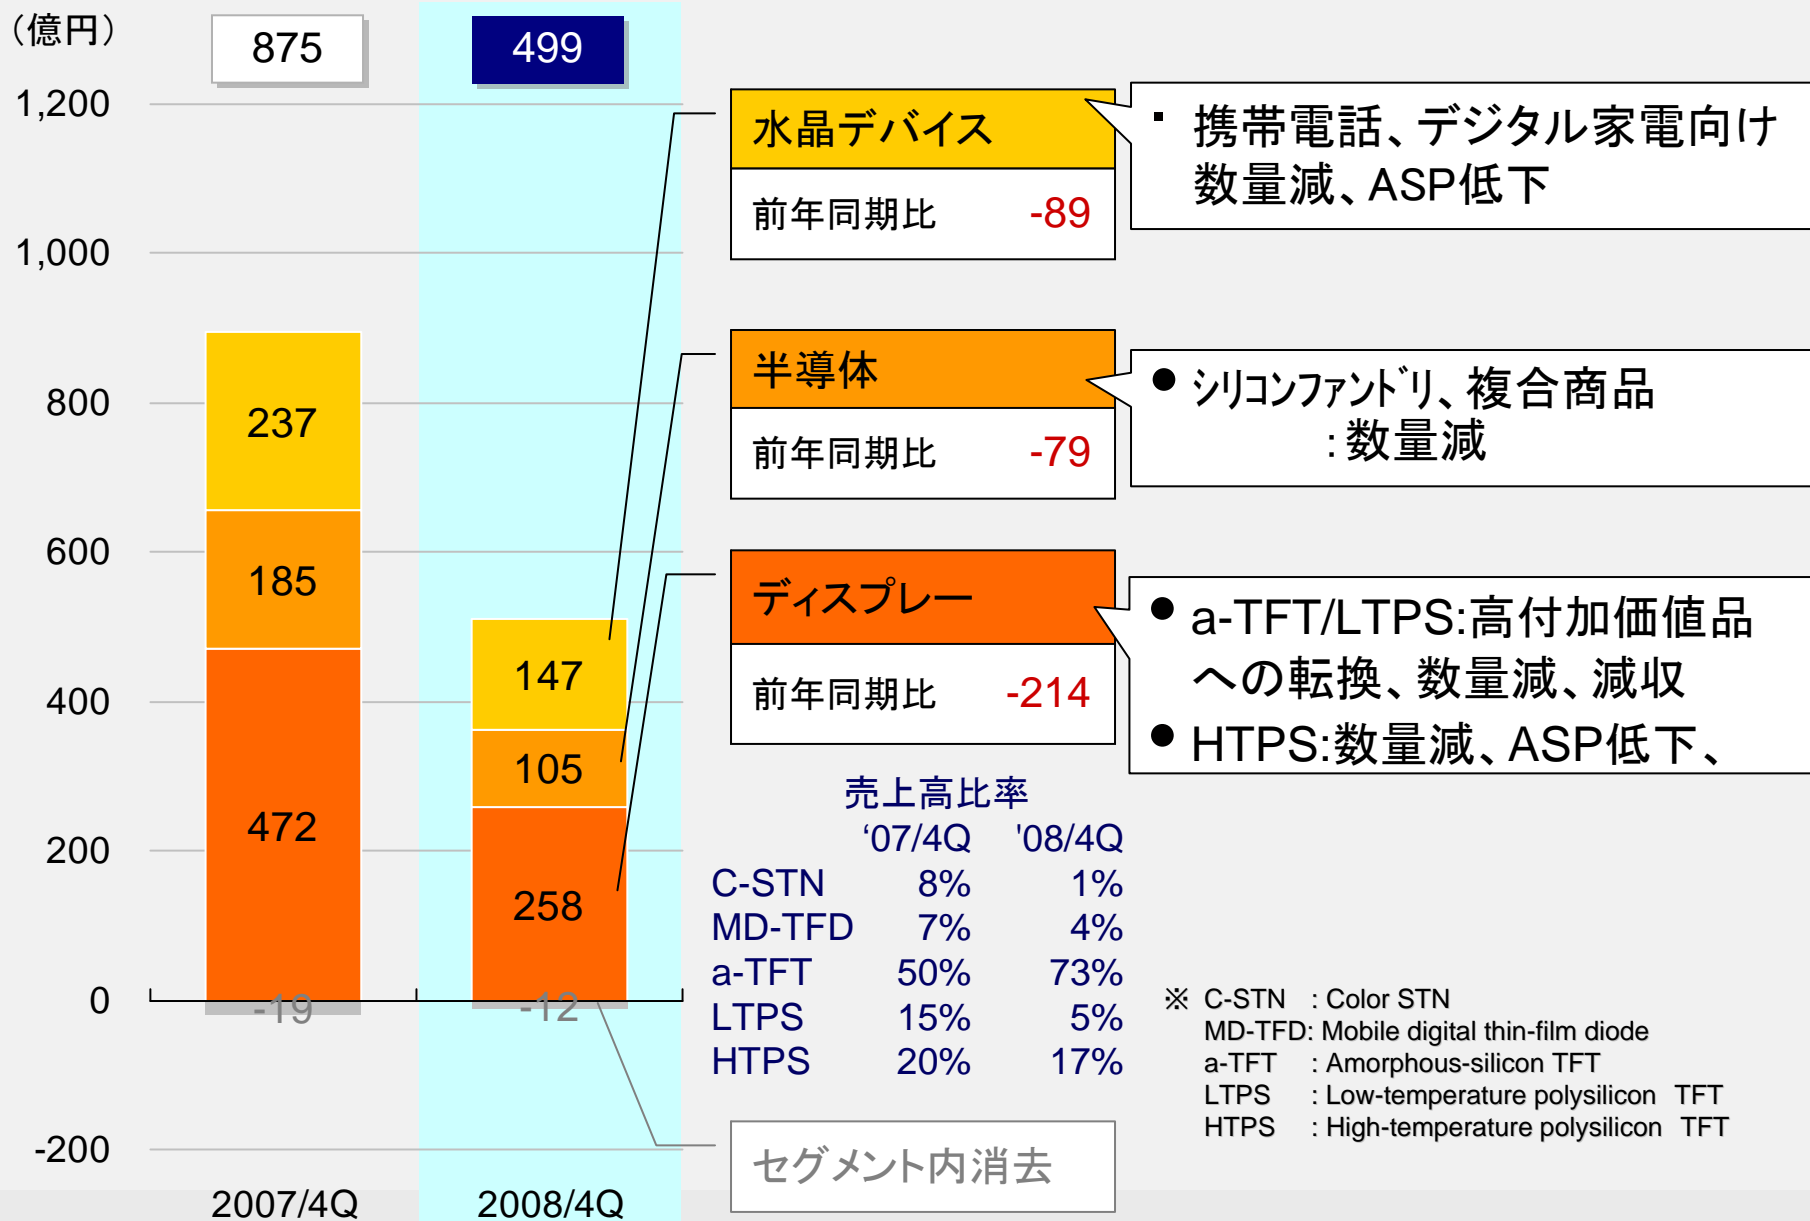 （億円）
875
499
1,200
1,000
800
600
400
200
0
-200
237
185
472
-19
147
105
258
-12
2007/4Q
2008/4Q
水晶デバイス
前年同期比 -89
▪ 携帯電話、デジタル家電向け
数量減、ASP低下
半導体
前年同期比 -79
● シリコンファンドリ、複合商品
：数量減
ディスプレー
前年同期比 -214
● a-TFT/LTPS:高付加価値品
への転換、数量減、減収
● HTPS:数量減、ASP低下、
売上高比率
‘07/4Q '08/4Q
C-STN 8% 1%
MD-TFD 7% 4%
a-TFT 50% 73%
LTPS 15% 5%
HTPS 20% 17%
セグメント内消去
※ C-STN : Color STN
MD-TFD: Mobile digital thin-film diode
a-TFT : Amorphous-silicon TFT
LTPS : Low-temperature polysilicon TFT
HTPS : High-temperature polysilicon TFT